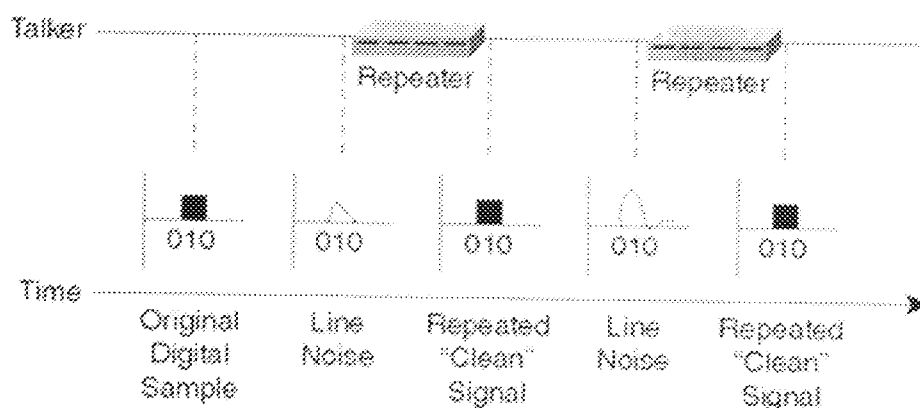 Talker
Repeater
Repeater
010
010
010
010
010
Time
Original
Digital
Sample
Line
Noise
Repeated
"Clean"
Signal
Line
Noise
Repeated
"Clean"
Signal